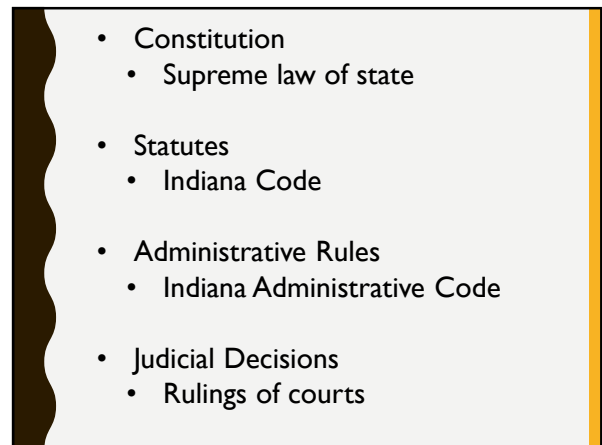 • Constitution
• Supreme law of state
• Statutes
• Indiana Code
• Administrative Rules
• Indiana Administrative Code
• Judicial Decisions
• Rulings of courts